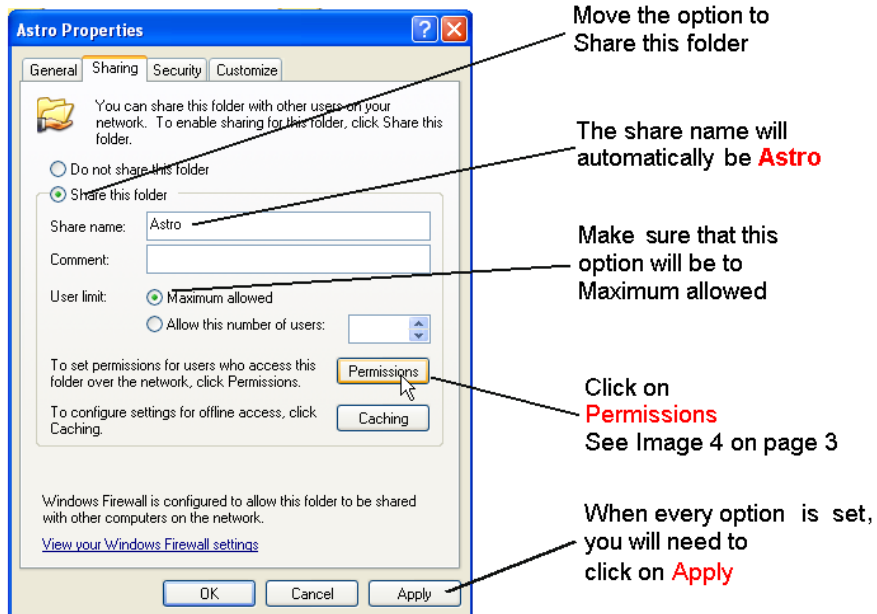 Astro Properties
General Sharing Security Customize
You can share this folder with other users on your
network. To enable sharing for this folder, click Share this
folder.
Do not share this folder
Share this folder
Share name: Astro
Comment:
User limit: Maximum allowed
Allow this number of users:
To set permissions for users who access this
folder over the network, click Permissions.
Permissions
To configure settings for offline access, click
Caching.
Caching
Windows Firewall is configured to allow this folder to be shared
with other computers on the network.
View your Windows Firewall settings
OK Cancel Apply
Move the option to
Share this folder
The share name will
automatically be Astro
Make sure that this
option will be to
Maximum allowed
Click on
Permissions
See Image 4 on page 3
When every option is set,
you will need to
click on Apply